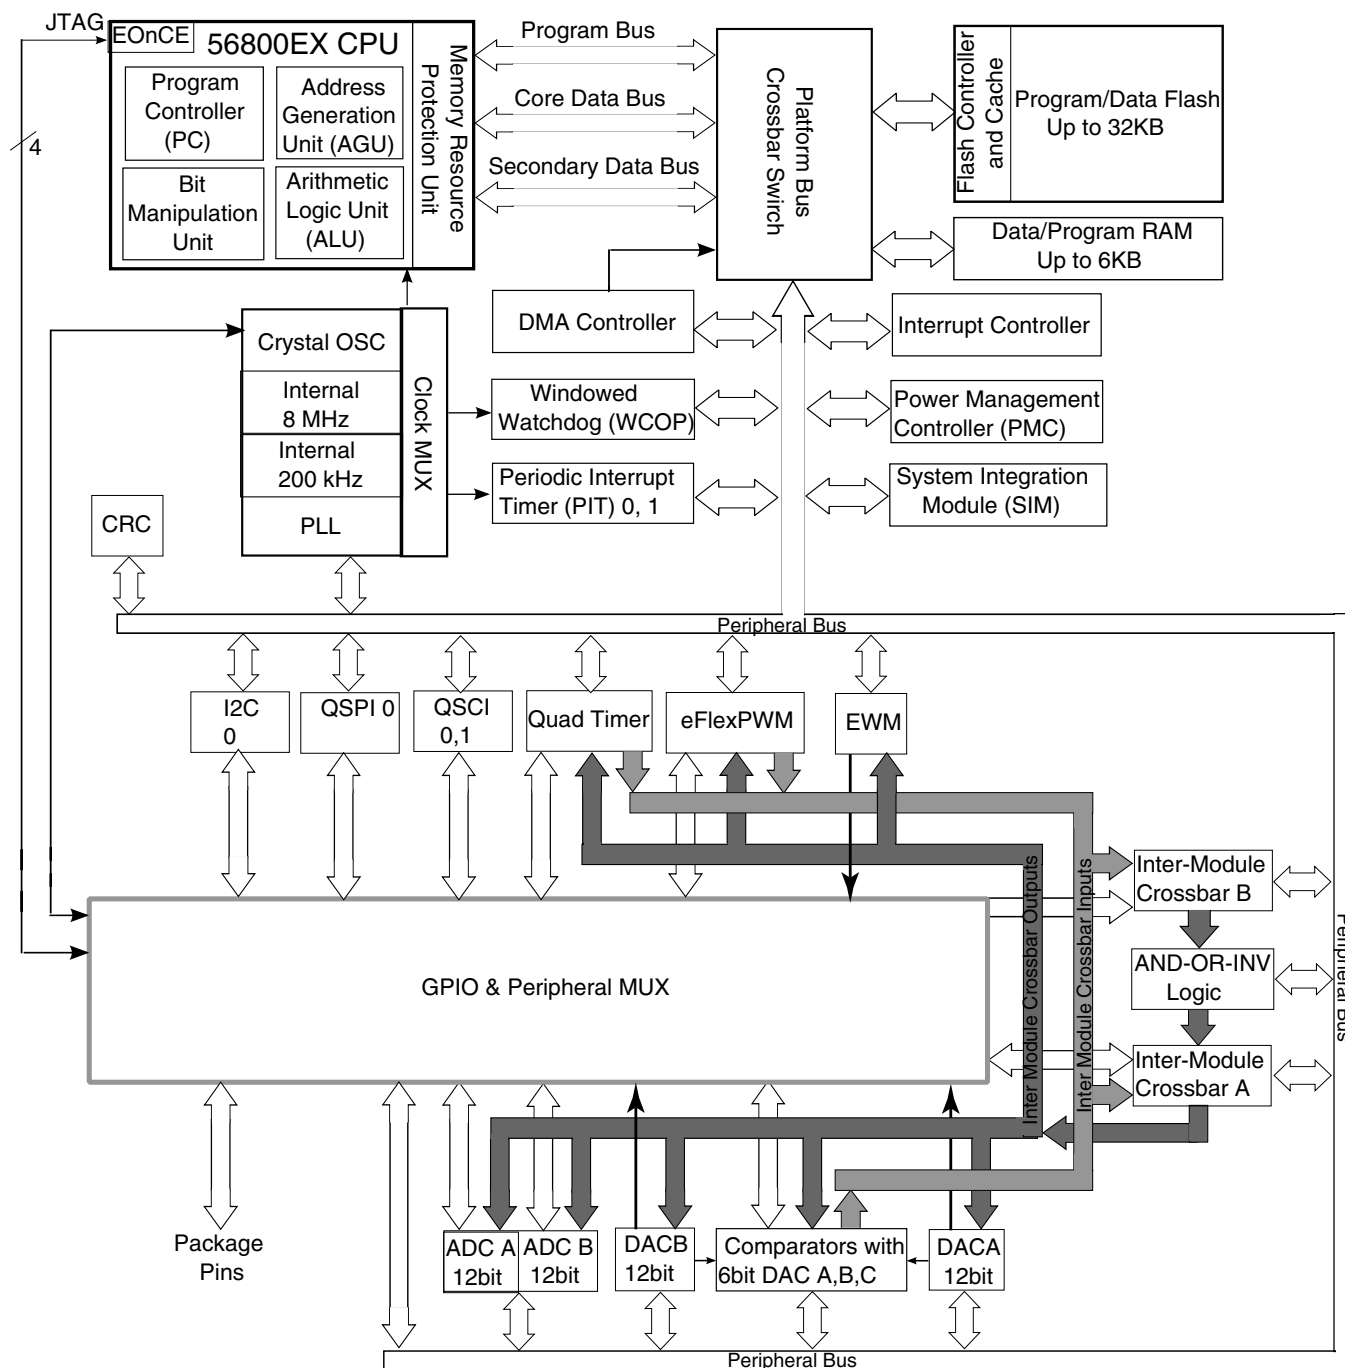 JTAG
EOnCE
56800EX CPU
4
Program
Controller
(PC)
Address
Generation
Unit (AGU)
Bit
Manipulation
Unit
Arithmetic
Logic Unit
(ALU)
Memory Resource
Protection Unit
Program Bus
Core Data Bus
Secondary Data Bus
Platform Bus
Crossbar Swirch
Flash Controller
and Cache
Program/Data Flash
Up to 32KB
Data/Program RAM
Up to 6KB
DMA Controller
Interrupt Controller
Crystal OSC
Internal
8 MHz
Internal
200 kHz
PLL
Clock MUX
Windowed
Watchdog (WCOP)
Power Management
Controller (PMC)
Periodic Interrupt
Timer (PIT) 0, 1
System Integration
Module (SIM)
CRC
Peripheral Bus
I2C
0
QSPI 0
QSCI
0,1
Quad Timer
eFlexPWM
EWM
Inter Module Crossbar Outputs
Inter Module Crossbar Inputs
Inter-Module
Crossbar B
AND-OR-INV
Logic
Inter-Module
Crossbar A
Peripheral Bus
GPIO & Peripheral MUX
Package
Pins
ADC A
12bit
ADC B
12bit
DACB
12bit
Comparators with
6bit DAC A,B,C
DACA
12bit
Peripheral Bus